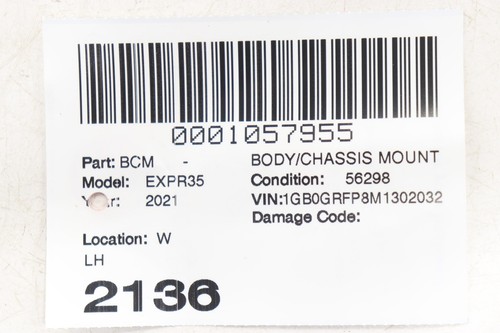 0001057955
Part: BCM - BODY/CHASSIS MOUNT
Model: EXPR35 Condition: 56298
2021 VIN:1GB0GRFP8M1302032
Damage Code:
Location: W
LH
2136